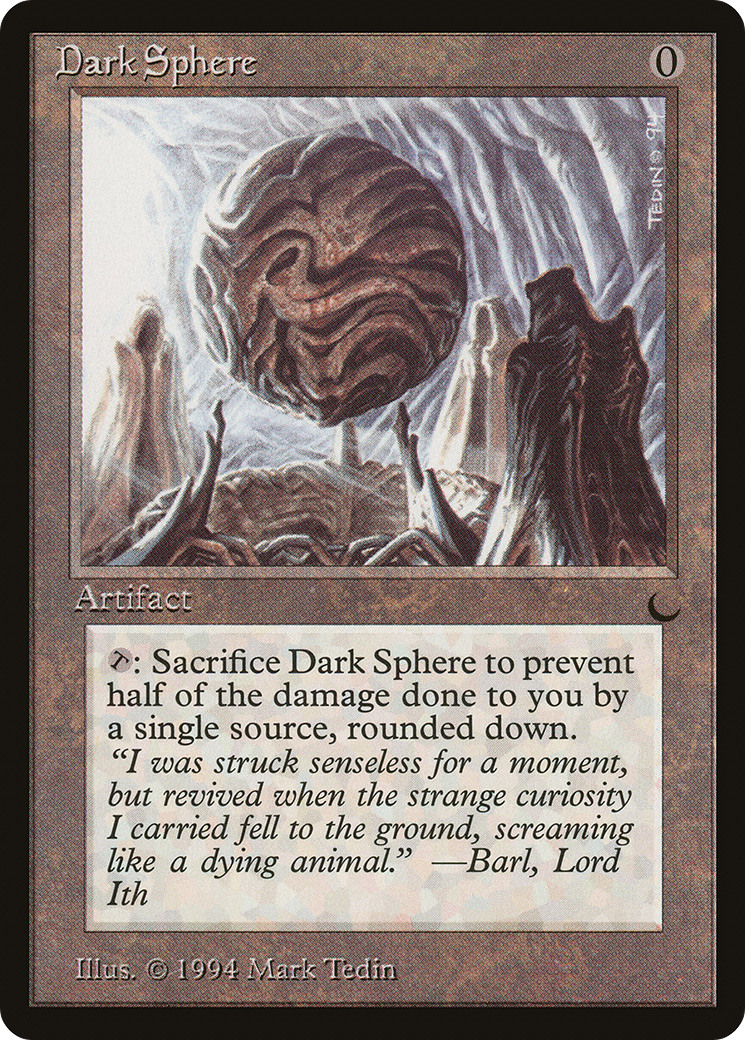 Dark Sphere
0
TEDIN © 94
Artifact
T: Sacrifice Dark Sphere to prevent
half of the damage done to you by
a single source, rounded down.
“I was struck senseless for a moment,
but revived when the strange curiosity
I carried fell to the ground, screaming
like a dying animal.” —Barl, Lord
Ith
Illus. © 1994 Mark Tedin